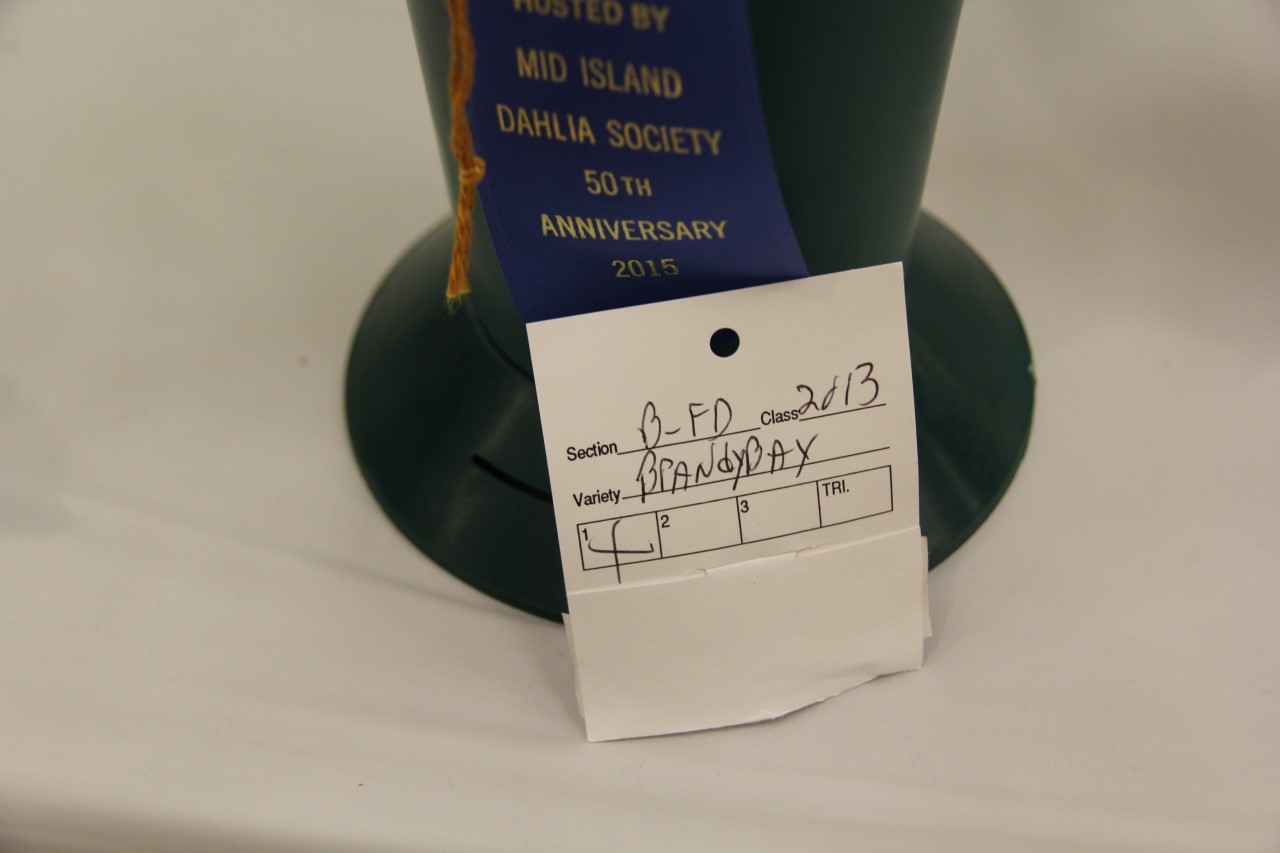 HOSTED BY
MID ISLAND
DAHLIA SOCIETY
50TH
ANNIVERSARY
2015
Section B-FD Class 2013
Variety BRANdyBAY
1 2 3 TRI.